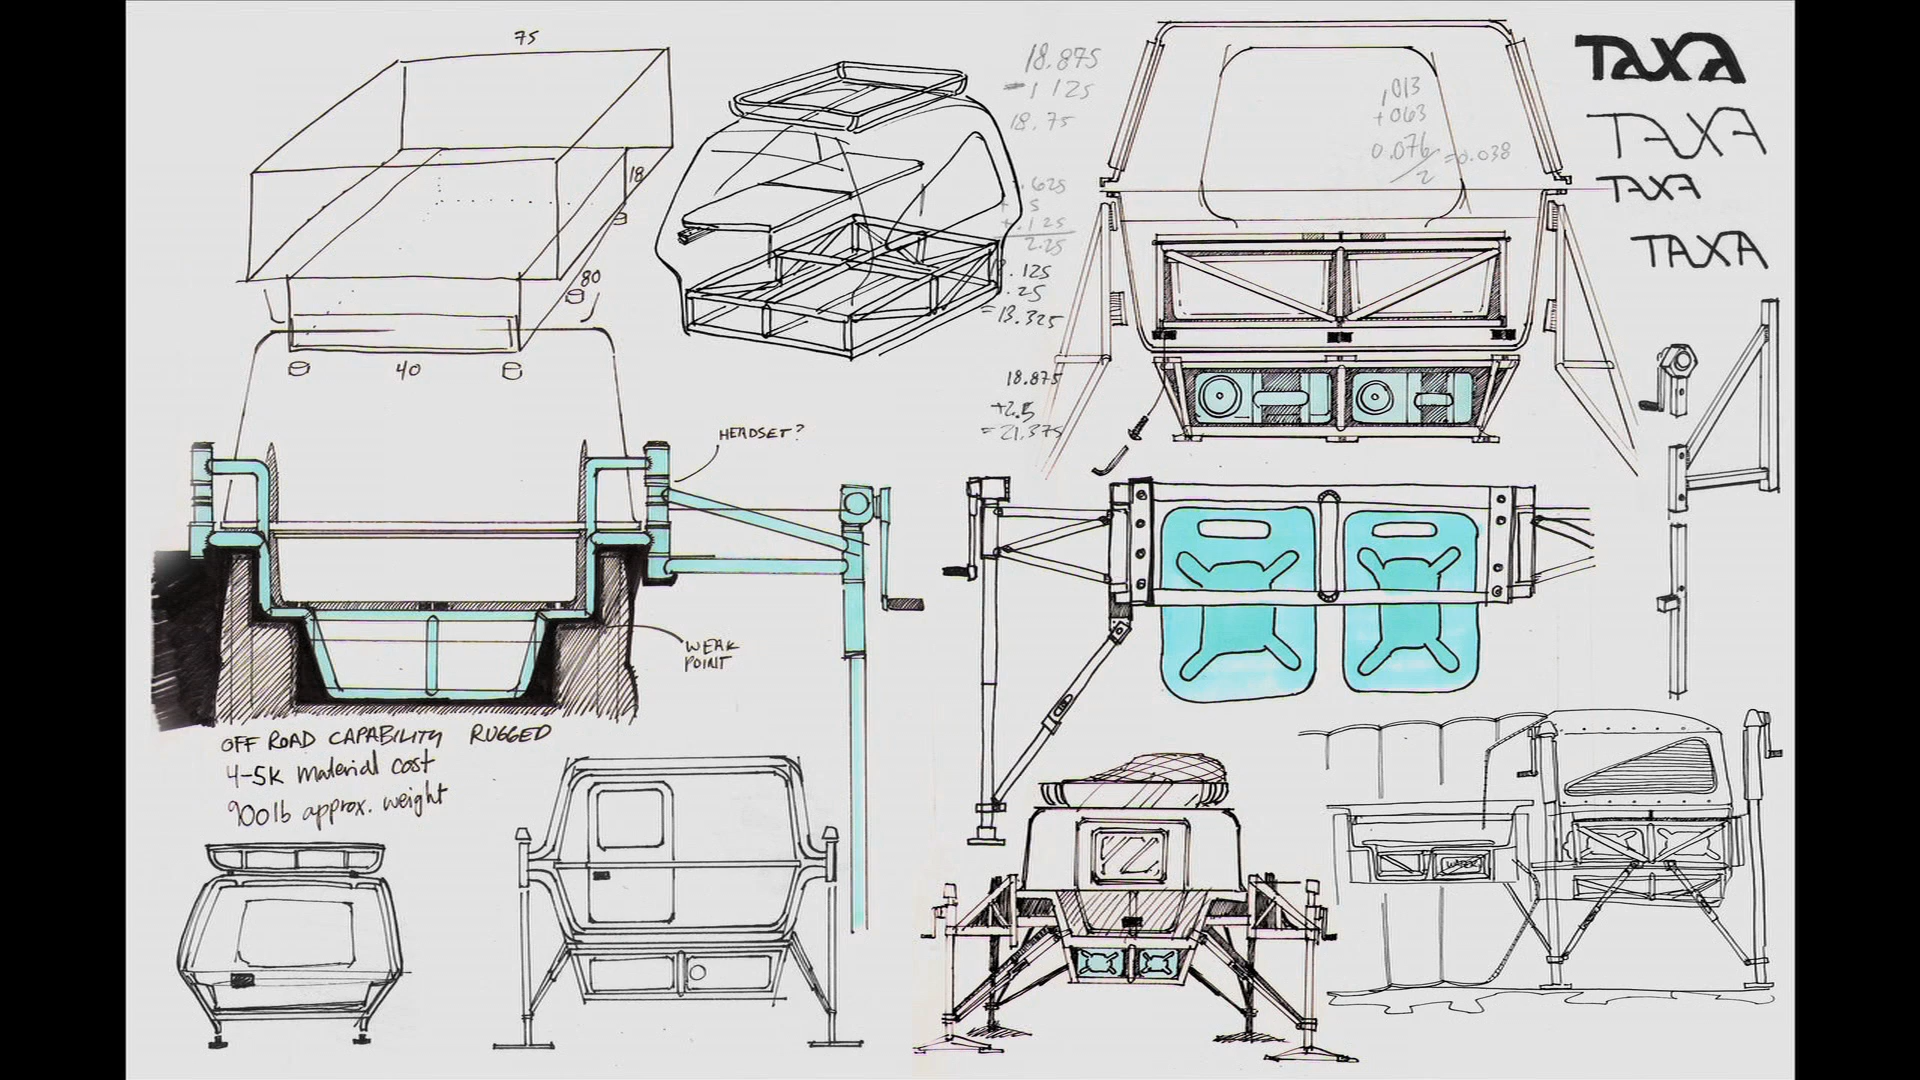 75
18
80
40
18.875
- 1 125
18.75
.625
+ 5
+ .125
2.25
.125
.25
=13.325
18.875
+2.5
= 21.375
,013
+063
0.076
/2
=0.038
TAXA
TAXA
TAXA
TAXA
HEADSET?
WEAK
POINT
OFF ROAD CAPABILITY RUGGED
4-5K material cost
900lb approx. weight
WATER